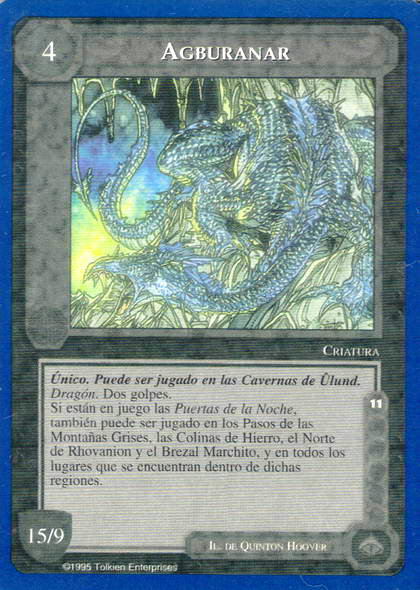 4
AGBURANAR
CRIATURA
Único. Puede ser jugado en las Cavernas de Ûlund.
Dragón. Dos golpes.
Si están en juego las Puertas de la Noche,
también puede ser jugado en los Pasos de las
Montañas Grises, las Colinas de Hierro, el Norte
de Rhovanion y el Brezal Marchito, y en todos los
lugares que se encuentran dentro de dichas
regiones.
11
15/9
IL. DE QUINTON HOOVER
©1995 Tolkien Enterprises